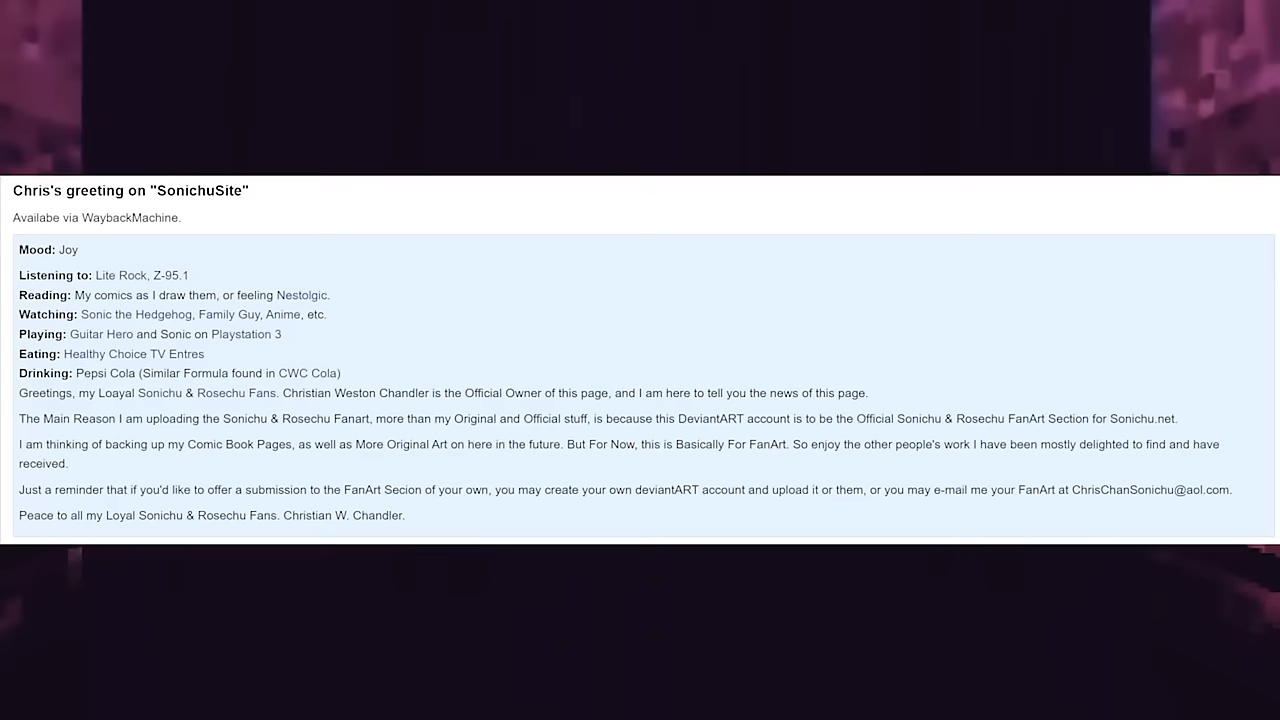 Chris's greeting on "SonichuSite"
Availabe via WaybackMachine.
Mood: Joy
Listening to: Lite Rock, Z-95.1
Reading: My comics as I draw them, or feeling Nestolgic.
Watching: Sonic the Hedgehog, Family Guy, Anime, etc.
Playing: Guitar Hero and Sonic on Playstation 3
Eating: Healthy Choice TV Entres
Drinking: Pepsi Cola (Similar Formula found in CWC Cola)
Greetings, my Loayal Sonichu & Rosechu Fans. Christian Weston Chandler is the Official Owner of this page, and I am here to tell you the news of this page.
The Main Reason I am uploading the Sonichu & Rosechu Fanart, more than my Original and Official stuff, is because this DeviantART account is to be the Official Sonichu & Rosechu FanArt Section for Sonichu.net.
I am thinking of backing up my Comic Book Pages, as well as More Original Art on here in the future. But For Now, this is Basically For FanArt. So enjoy the other people's work I have been mostly delighted to find and have
received.
Just a reminder that if you'd like to offer a submission to the FanArt Secion of your own, you may create your own deviantART account and upload it or them, or you may e-mail me your FanArt at ChrisChanSonichu@aol.com.
Peace to all my Loyal Sonichu & Rosechu Fans. Christian W. Chandler.